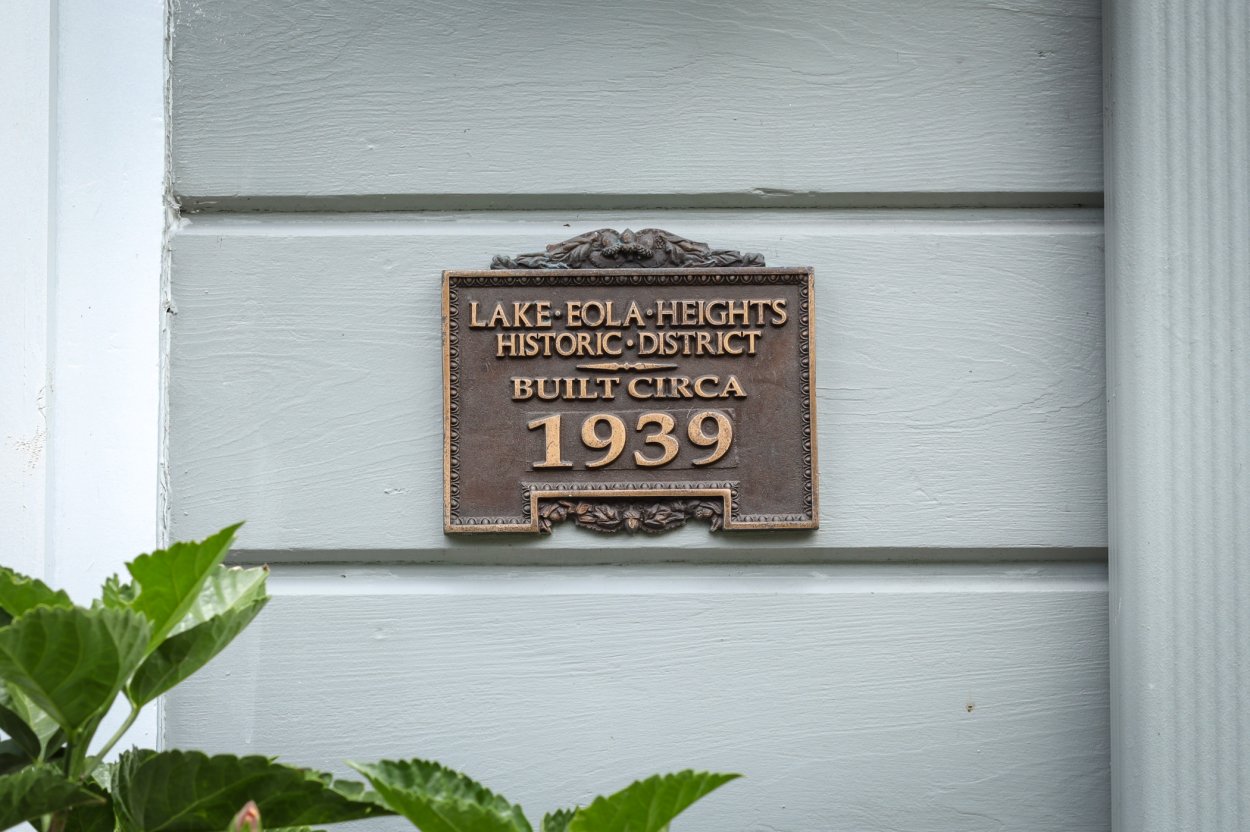 LAKE·EOLA·HEIGHTS
HISTORIC·DISTRICT
BUILT CIRCA
1939